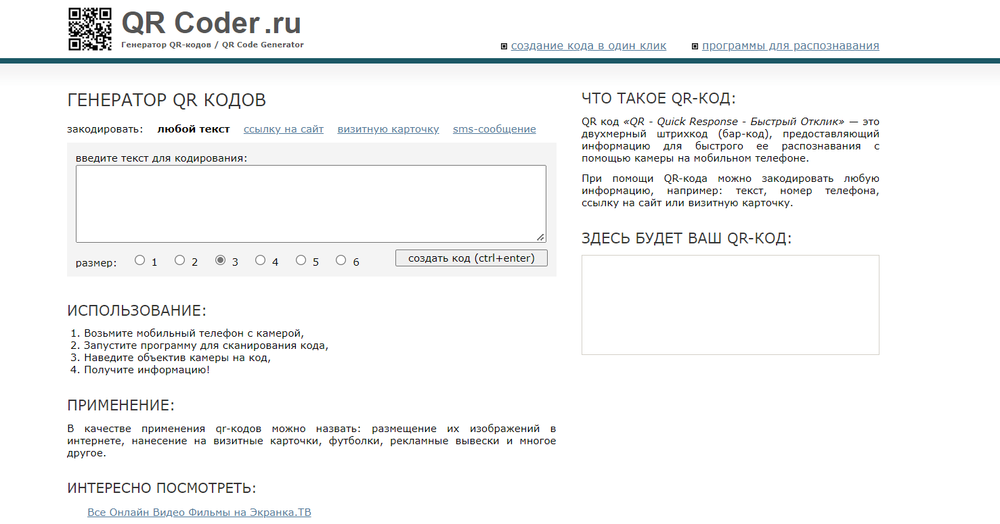 QR Coder.ru
Генератор QR-кодов / QR Code Generator
создание кода в один клик
программы для распознавания
ГЕНЕРАТОР QR КОДОВ
закодировать: любой текст ссылку на сайт визитную карточку sms-сообщение
введите текст для кодирования:
размер: 1 2 3 4 5 6 создать код (ctrl+enter)
ИСПОЛЬЗОВАНИЕ:
1. Возьмите мобильный телефон с камерой,
2. Запустите программу для сканирования кода,
3. Наведите объектив камеры на код,
4. Получите информацию!
ПРИМЕНЕНИЕ:
В качестве применения qr-кодов можно назвать: размещение их изображений в
интернете, нанесение на визитные карточки, футболки, рекламные вывески и многое
другое.
ИНТЕРЕСНО ПОСМОТРЕТЬ:
Все Онлайн Видео Фильмы на Экранка.ТВ
ЧТО ТАКОЕ QR-КОД:
QR код «QR - Quick Response - Быстрый Отклик» — это
двухмерный штрихкод (бар-код), предоставляющий
информацию для быстрого ее распознавания с
помощью камеры на мобильном телефоне.
При помощи QR-кода можно закодировать любую
информацию, например: текст, номер телефона,
ссылку на сайт или визитную карточку.
ЗДЕСЬ БУДЕТ ВАШ QR-КОД: